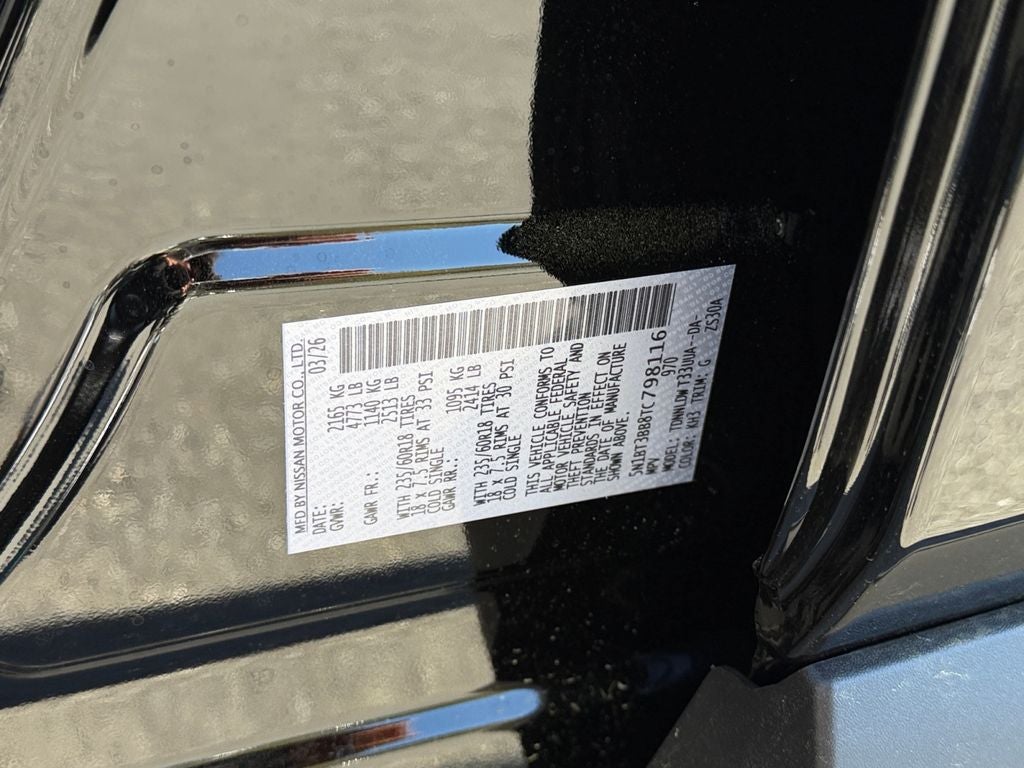 MFD BY NISSAN MOTOR CO., LTD.
DATE: 03/26
GVWR: 2165 KG
4773 LB
GAWR FR.: 1140 KG
2513 LB
WITH 235/60R18 TIRES
18 X 7.5 RIMS AT 33 PSI
COLD SINGLE
GAWR RR.: 1095 KG
2414 LB
WITH 235/60R18 TIRES
18 X 7.5 RIMS AT 30 PSI
COLD SINGLE
THIS VEHICLE CONFORMS TO
ALL APPLICABLE FEDERAL
MOTOR VEHICLE SAFETY AND
THEFT PREVENTION
STANDARDS IN EFFECT ON
THE DATE OF MANUFACTURE
SHOWN ABOVE.
5N1BT3BB8TC798116
MPV 970
MODEL: TDNNLDW T33HUA--DA-
COLOR: KH3 TRIM: G ZS30A